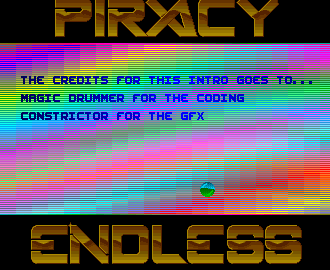 PIRACY
THE CREDITS FOR THIS INTRO GOES TO...
MAGIC DRUMMER FOR THE CODING
CONSTRICTOR FOR THE GFX
ENDLESS